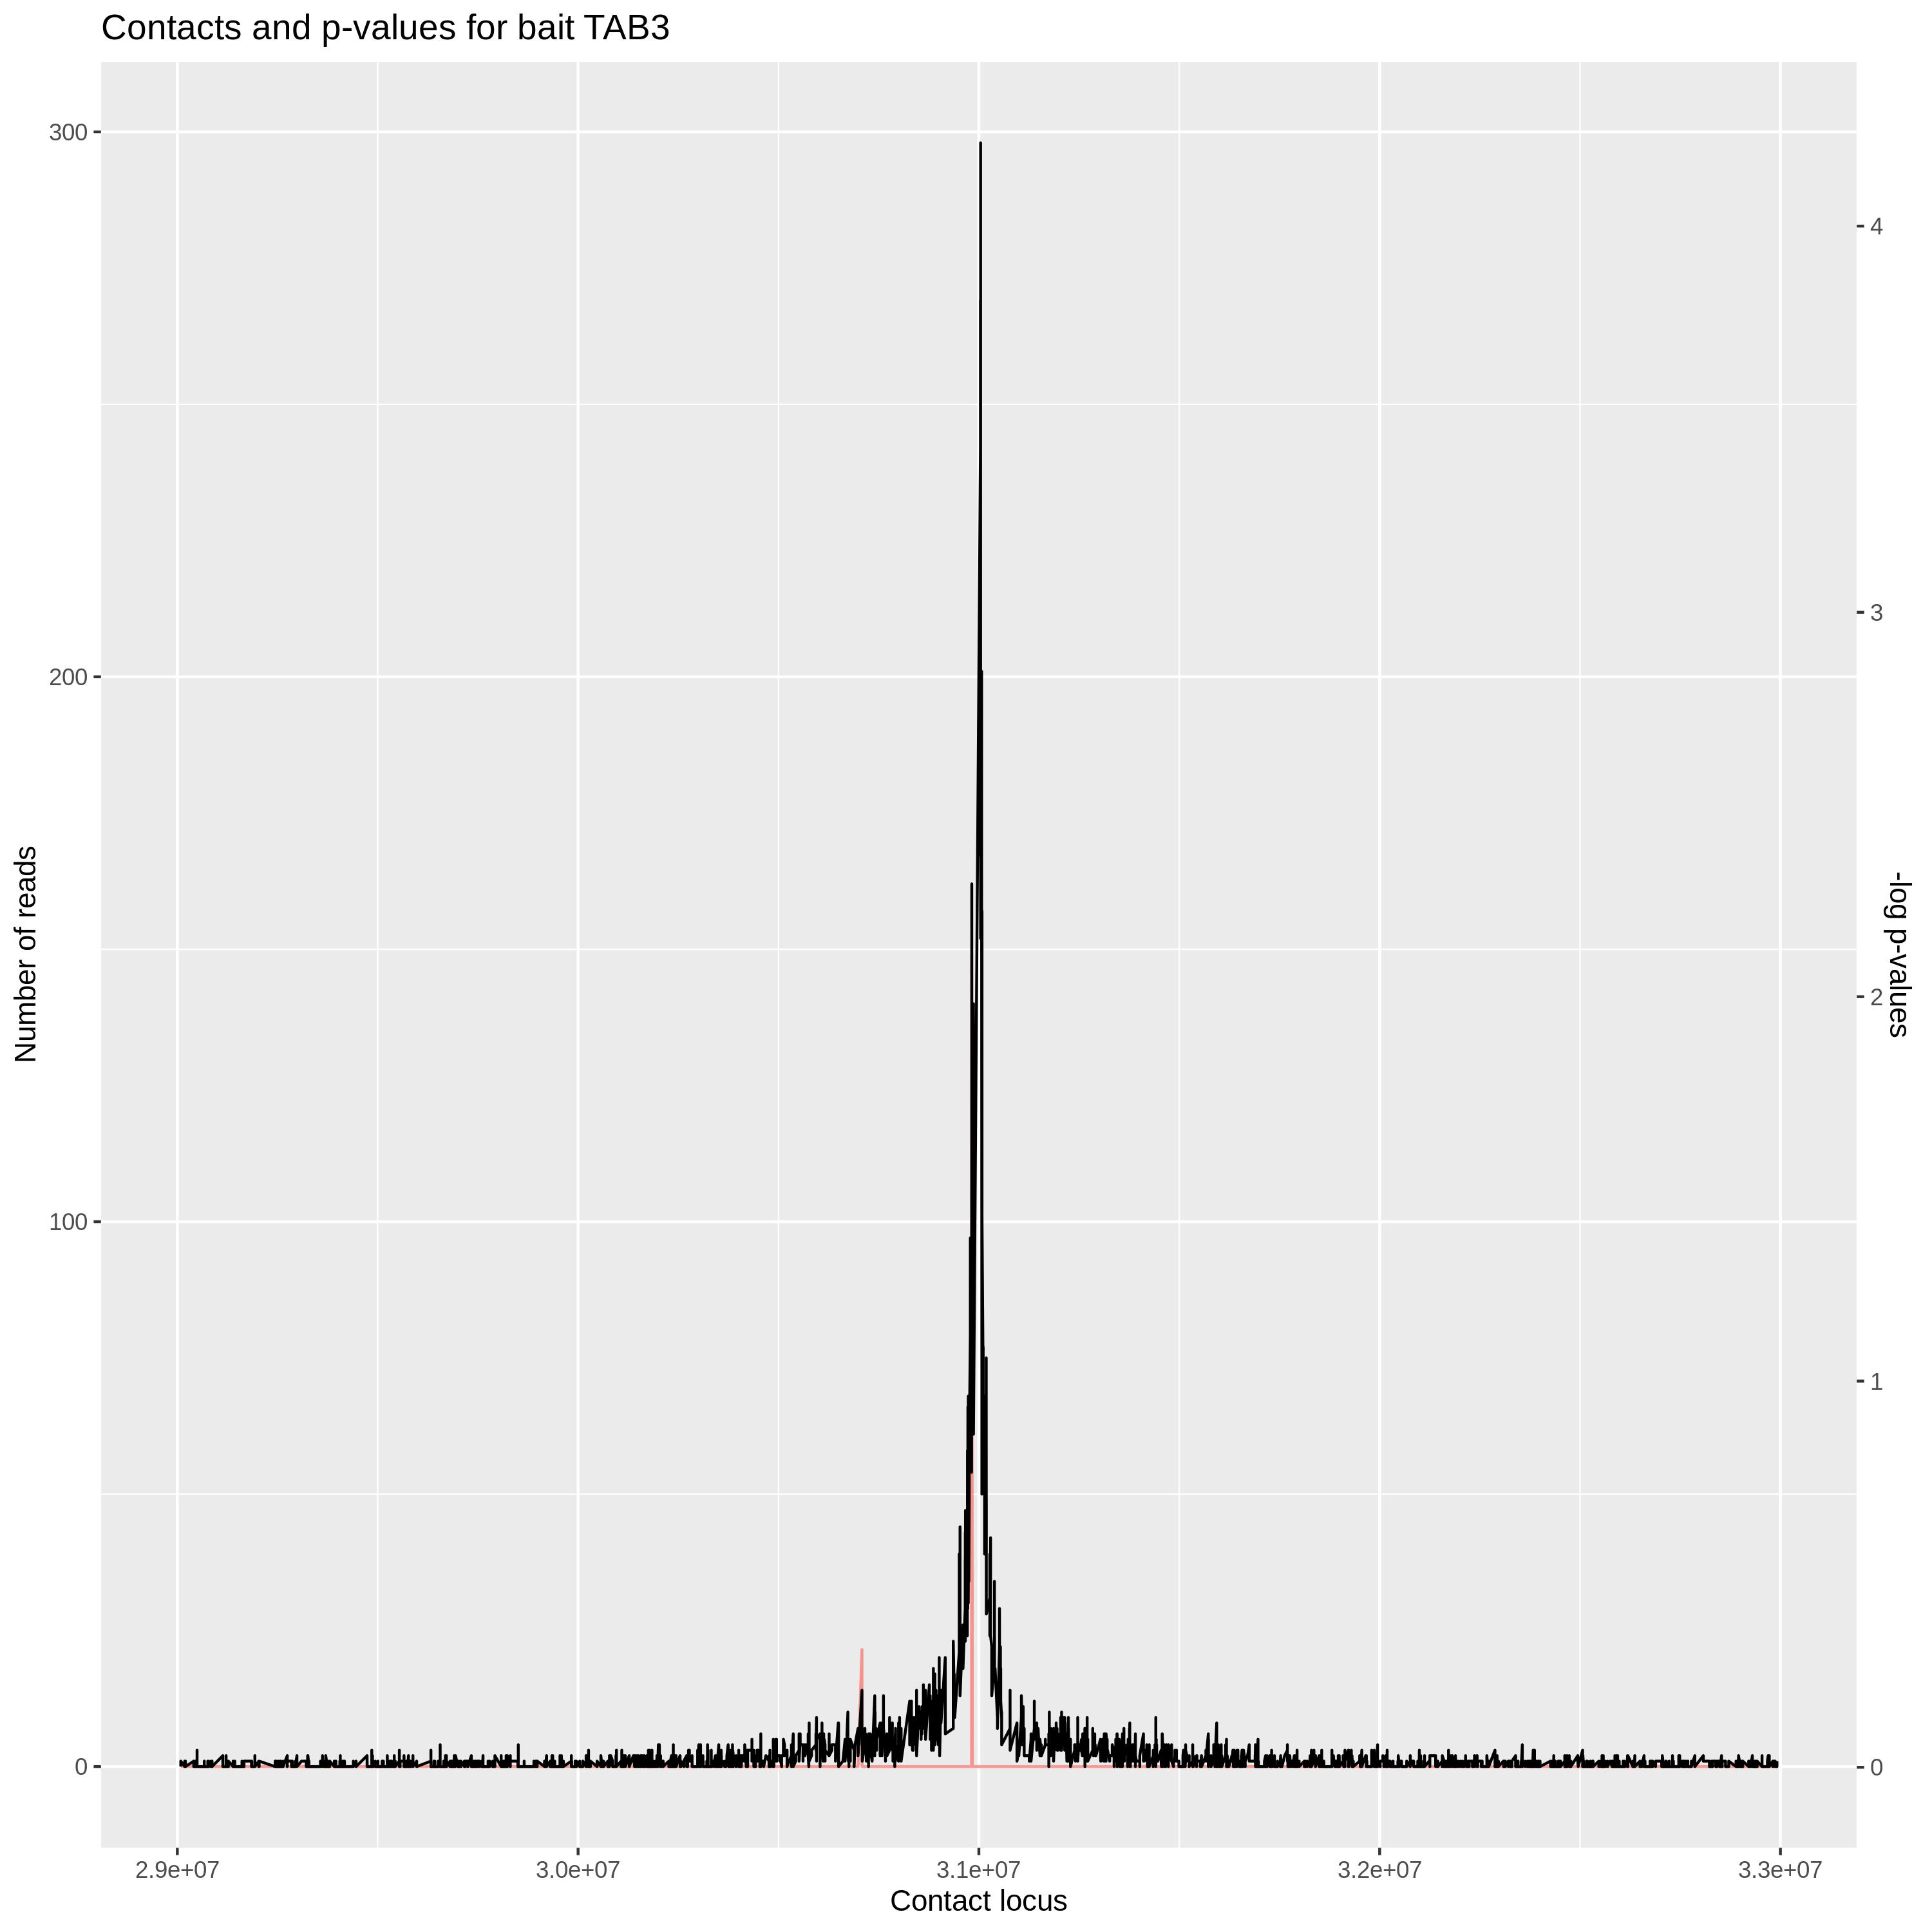 Contacts and p-values for bait TAB3
300
200
100
0
Number of reads
4
3
2
1
0
-log p-values
2.9e+07 3.0e+07 3.1e+07 3.2e+07 3.3e+07
Contact locus